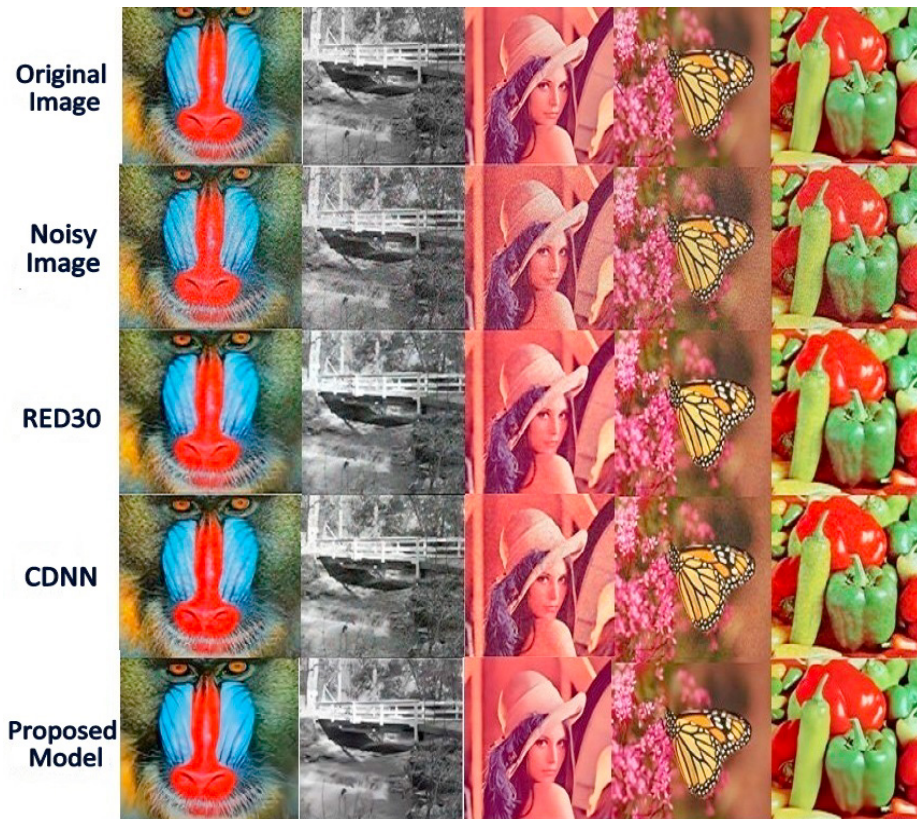 Original
Image
Noisy
Image
RED30
CDNN
Proposed
Model